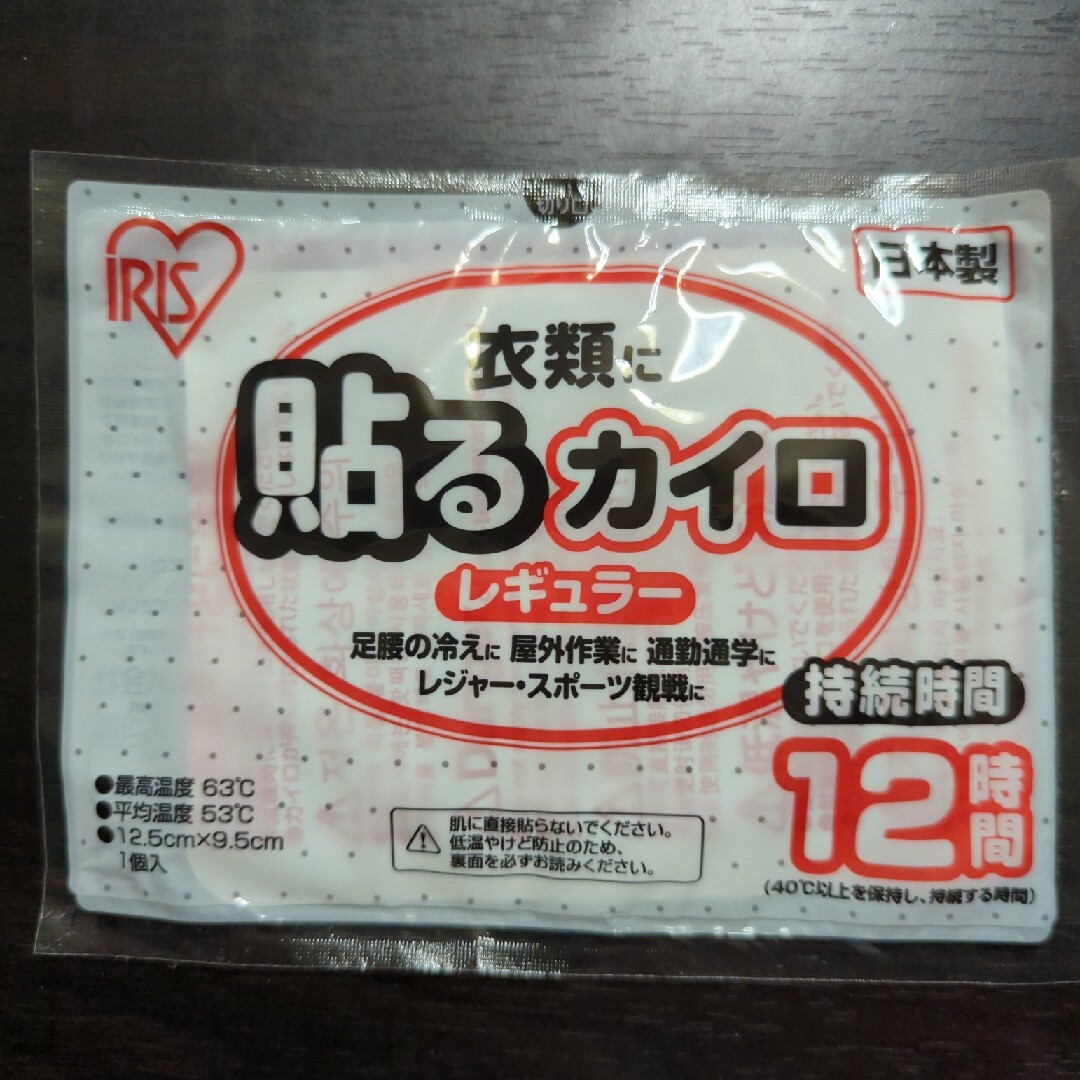 切り口
IRIS
日本製
衣類に
貼るカイロ
レギュラー
足腰の冷えに 屋外作業に 通勤通学に
レジャー・スポーツ観戦に
持続時間
12時間
(40℃以上を保持し、持続する時間)
●最高温度 63℃
●平均温度 53℃
●12.5cm×9.5cm
1個入
肌に直接貼らないでください。
低温やけど防止のため、
裏面を必ずお読みください。